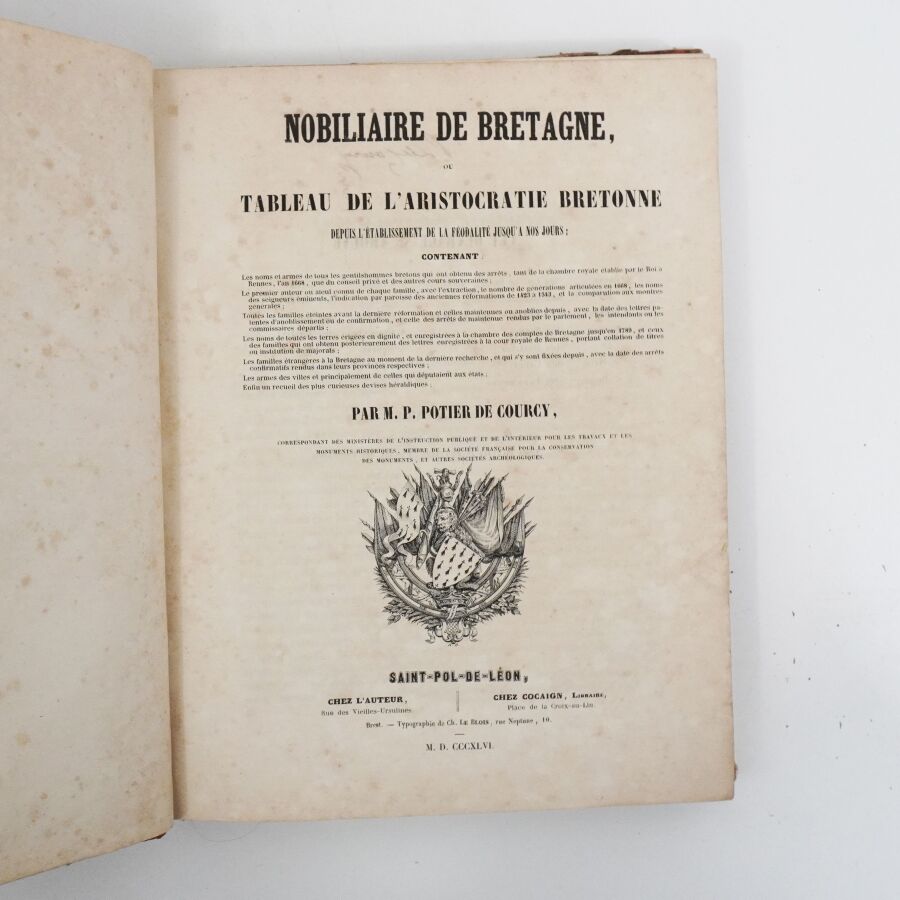 NOBILIAIRE DE BRETAGNE,
OU
TABLEAU DE L'ARISTOCRATIE BRETONNE
DEPUIS L'ÉTABLISSEMENT DE LA FÉODALITÉ JUSQU'A NOS JOURS ;
CONTENANT :
Les noms et armes de tous les gentilshommes bretons qui ont obtenu des arrêts, tant de la chambre royale établie par le Roi à
Rennes, l'an 1668, que du conseil privé et des autres cours souveraines ;
Le premier auteur ou aïeul connu de chaque famille, avec l'extraction, le nombre de générations articulées en 1668, les noms
des seigneurs éminents, l'indication par paroisse des anciennes réformations de 1423 à 1543, et la comparution aux montres
générales ;
Toutes les familles éteintes avant la dernière réformation et celles maintenues ou anoblies depuis, avec la date des lettres pa-
tentes d'anoblissement ou de confirmation, et celle des arrêts de maintenue rendus par le parlement, les intendants ou les
commissaires départis ;
Les noms de toutes les terres érigées en dignité, et enregistrées à la chambre des comptes de Bretagne jusqu'en 1789, et ceux
des familles qui ont obtenu postérieurement des lettres enregistrées à la cour royale de Rennes, portant collation de titres
ou institution de majorats ;
Les familles étrangères à la Bretagne au moment de la dernière recherche, et qui s'y sont fixées depuis, avec la date des arrêts
confirmatifs rendus dans leurs provinces respectives ;
Les armes des villes et principalement de celles qui députaient aux états ;
Enfin un recueil des plus curieuses devises héraldiques ;
PAR M. P. POTIER DE COURCY,
CORRESPONDANT DES MINISTÈRES DE L'INSTRUCTION PUBLIQUE ET DE L'INTÉRIEUR POUR LES TRAVAUX ET LES
MONUMENTS HISTORIQUES, MEMBRE DE LA SOCIÉTÉ FRANÇAISE POUR LA CONSERVATION
DES MONUMENTS, ET AUTRES SOCIÉTÉS ARCHÉOLOGIQUES.
SAINT-POL-DE-LÉON,
CHEZ L'AUTEUR,
Rue des Vieilles-Ursulines.
CHEZ COCAIGN, LIBRAIRE,
Place de la Croix-au-Lin.
Brest. — Typographie de Ch. LE BLOIS, rue Neptune, 10.
M. D. CCCXLVI.